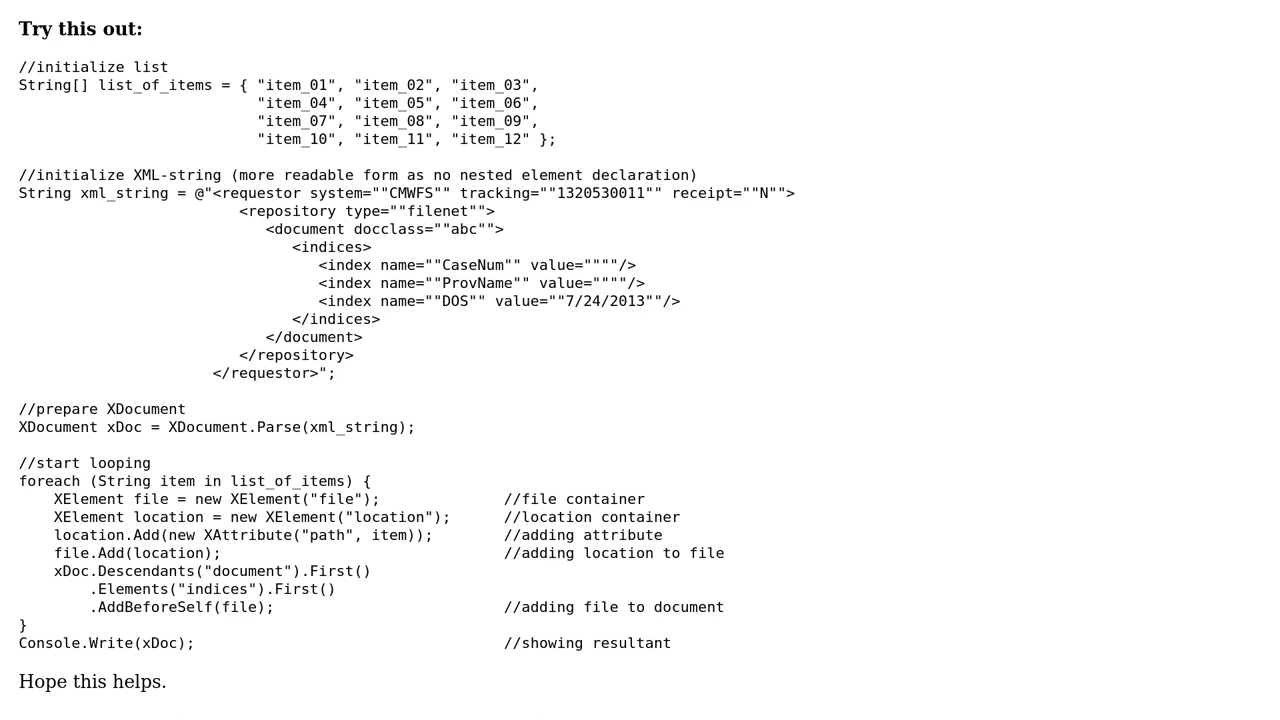 Try this out:
//initialize list
String[] list_of_items = { "item_01", "item_02", "item_03",
                           "item_04", "item_05", "item_06",
                           "item_07", "item_08", "item_09",
                           "item_10", "item_11", "item_12" };

//initialize XML-string (more readable form as no nested element declaration)
String xml_string = @"<requestor system=""CMWFS"" tracking=""1320530011"" receipt=""N"">
                         <repository type=""filenet"">
                            <document docclass=""abc"">
                               <indices>
                                  <index name=""CaseNum"" value=""""/>
                                  <index name=""ProvName"" value=""""/>
                                  <index name=""DOS"" value=""7/24/2013""/>
                               </indices>
                            </document>
                         </repository>
                      </requestor>";

//prepare XDocument
XDocument xDoc = XDocument.Parse(xml_string);

//start looping
foreach (String item in list_of_items) {
    XElement file = new XElement("file");              //file container
    XElement location = new XElement("location");      //location container
    location.Add(new XAttribute("path", item));        //adding attribute
    file.Add(location);                                //adding location to file
    xDoc.Descendants("document").First()
        .Elements("indices").First()
        .AddBeforeSelf(file);                          //adding file to document
}
Console.Write(xDoc);                                   //showing resultant

Hope this helps.